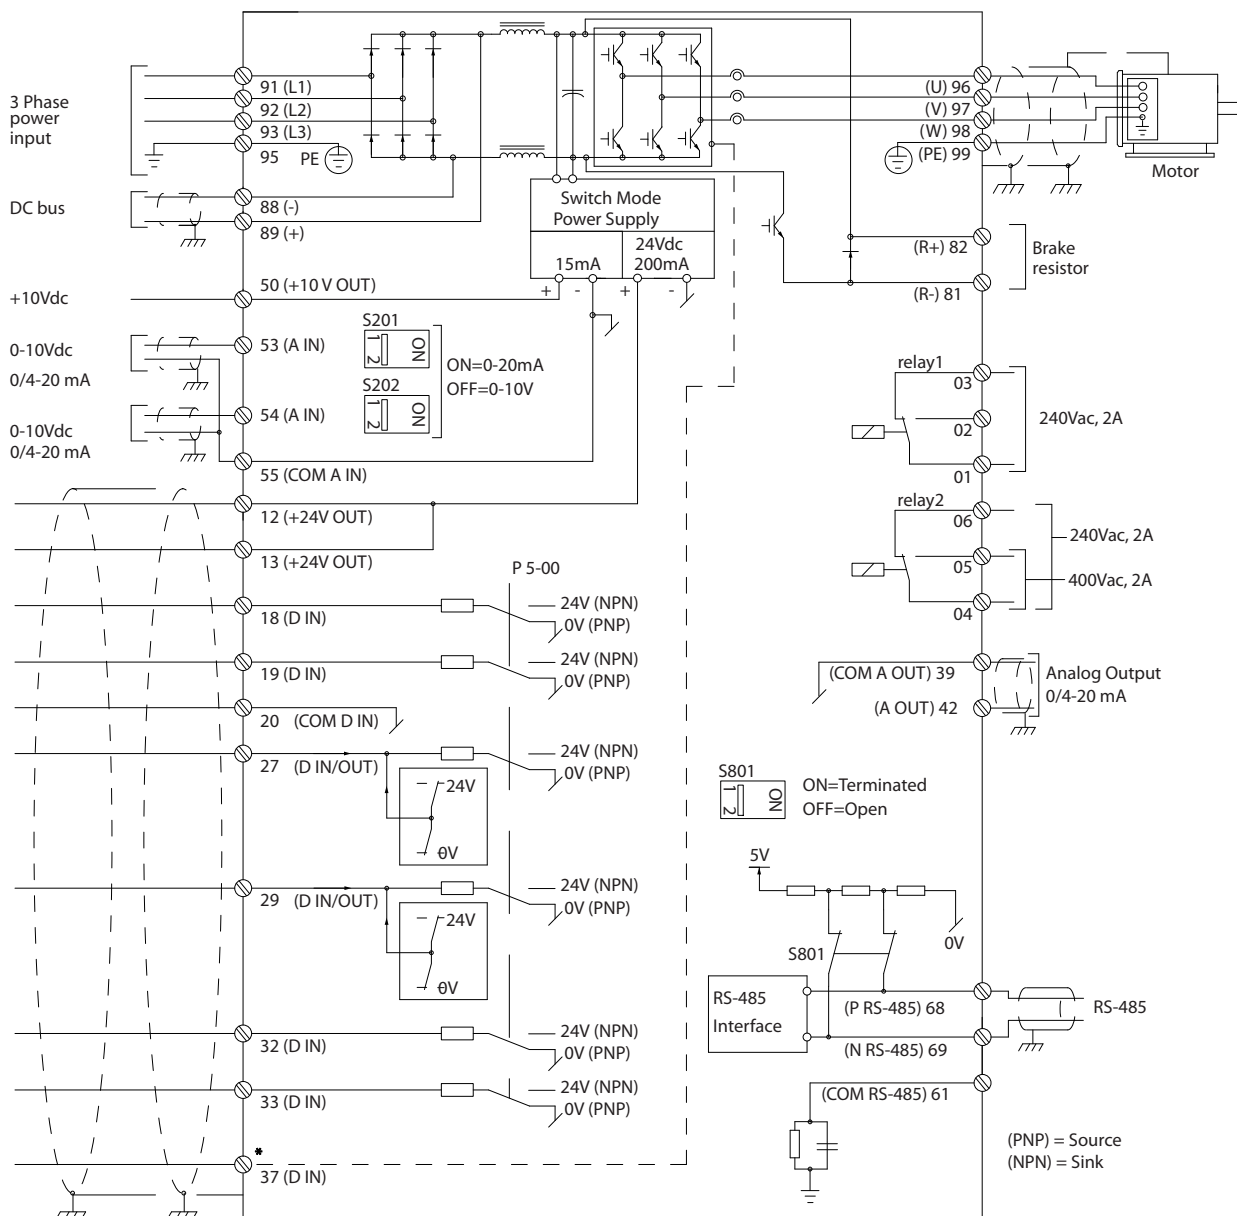 3 Phase
power
input
91 (L1)
92 (L2)
93 (L3)
95
PE
DC bus
88 (-)
89 (+)
+10Vdc
50 (+10 V OUT)
0-10Vdc
0/4-20 mA
53 (A IN)
0-10Vdc
0/4-20 mA
54 (A IN)
55 (COM A IN)
12 (+24V OUT)
13 (+24V OUT)
18 (D IN)
19 (D IN)
20 (COM D IN)
27 (D IN/OUT)
29 (D IN/OUT)
32 (D IN)
33 (D IN)
*
37 (D IN)
Switch Mode
Power Supply
15mA
24Vdc
200mA
+ - + -
S201
1 2
ON
S202
1 2
ON
ON=0-20mA
OFF=0-10V
P 5-00
24V (NPN)
0V (PNP)
24V (NPN)
0V (PNP)
24V (NPN)
0V (PNP)
24V
0V
24V (NPN)
0V (PNP)
24V
0V
24V (NPN)
0V (PNP)
24V (NPN)
0V (PNP)
(U) 96
(V) 97
(W) 98
(PE) 99
Motor
(R+) 82
(R-) 81
Brake
resistor
relay1
03
02
01
240Vac, 2A
relay2
06
05
04
240Vac, 2A
400Vac, 2A
(COM A OUT) 39
(A OUT) 42
Analog Output
0/4-20 mA
S801
1 2
ON
ON=Terminated
OFF=Open
5V
0V
S801
RS-485
Interface
(P RS-485) 68
(N RS-485) 69
(COM RS-485) 61
RS-485
(PNP) = Source
(NPN) = Sink